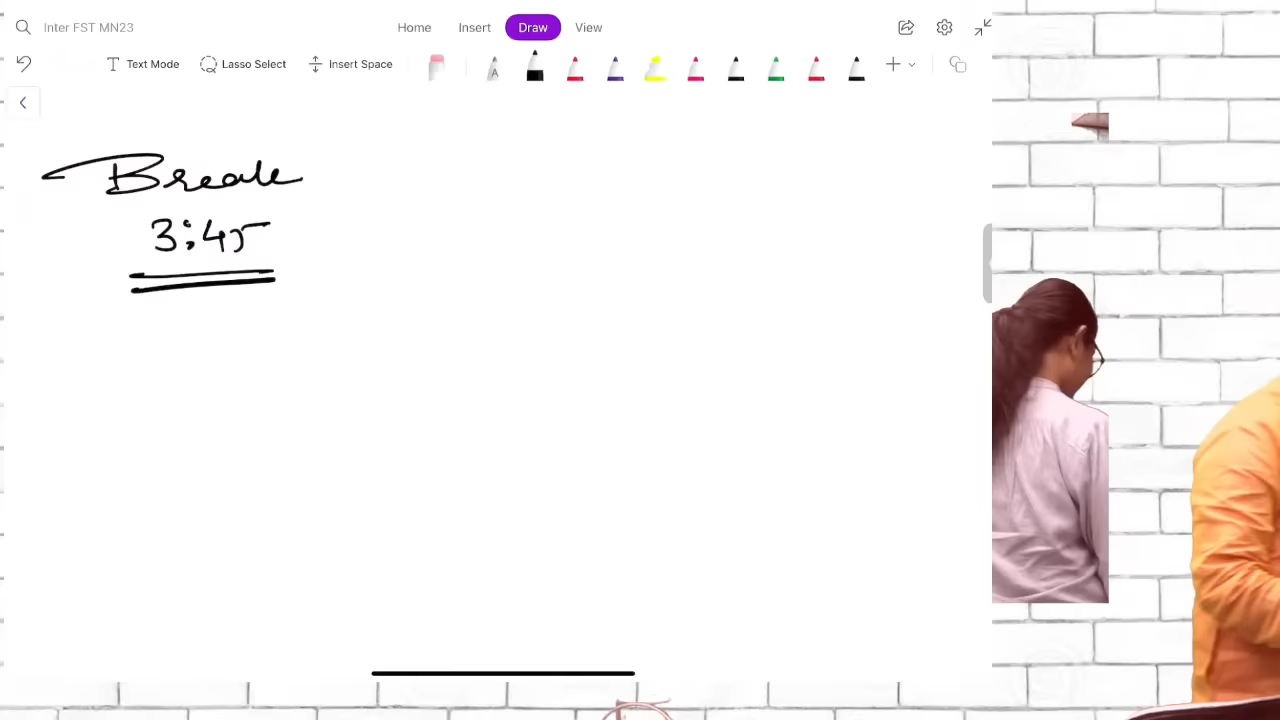 Inter FST MN23
Home Insert Draw View
Text Mode Lasso Select Insert Space
A
Break
3:45